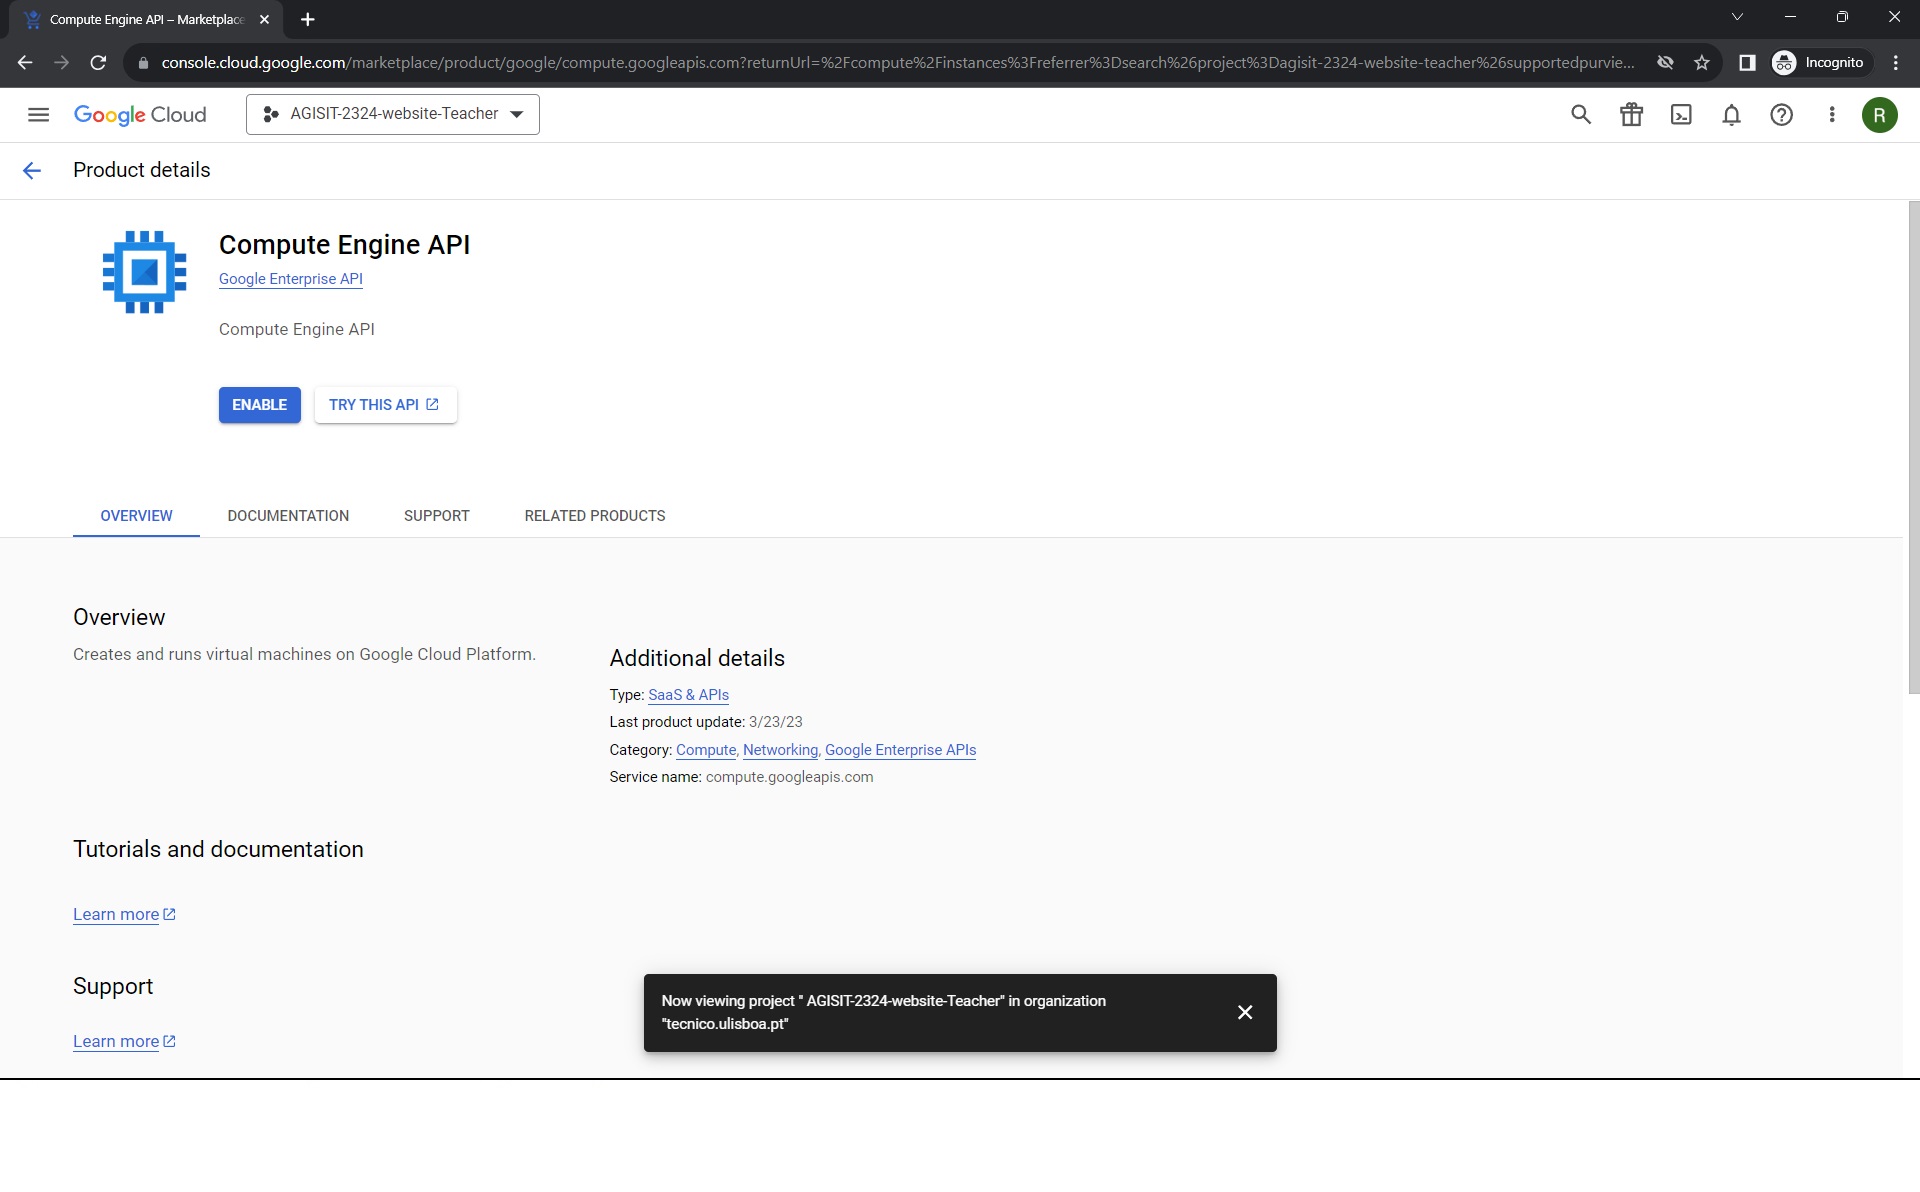 Compute Engine API – Marketplace
console.cloud.google.com/marketplace/product/google/compute.googleapis.com?returnUrl=%2Fcompute%2Finstances%3Freferrer%3Dsearch%26project%3Dagisit-2324-website-teacher%26supportedpurvie...
Incognito
Google Cloud
AGISIT-2324-website-Teacher
R
Product details
Compute Engine API
Google Enterprise API
Compute Engine API
ENABLE
TRY THIS API
OVERVIEW
DOCUMENTATION
SUPPORT
RELATED PRODUCTS
Overview
Creates and runs virtual machines on Google Cloud Platform.
Additional details
Type: SaaS & APIs
Last product update: 3/23/23
Category: Compute, Networking, Google Enterprise APIs
Service name: compute.googleapis.com
Tutorials and documentation
Learn more
Support
Learn more
Now viewing project " AGISIT-2324-website-Teacher" in organization
"tecnico.ulisboa.pt"